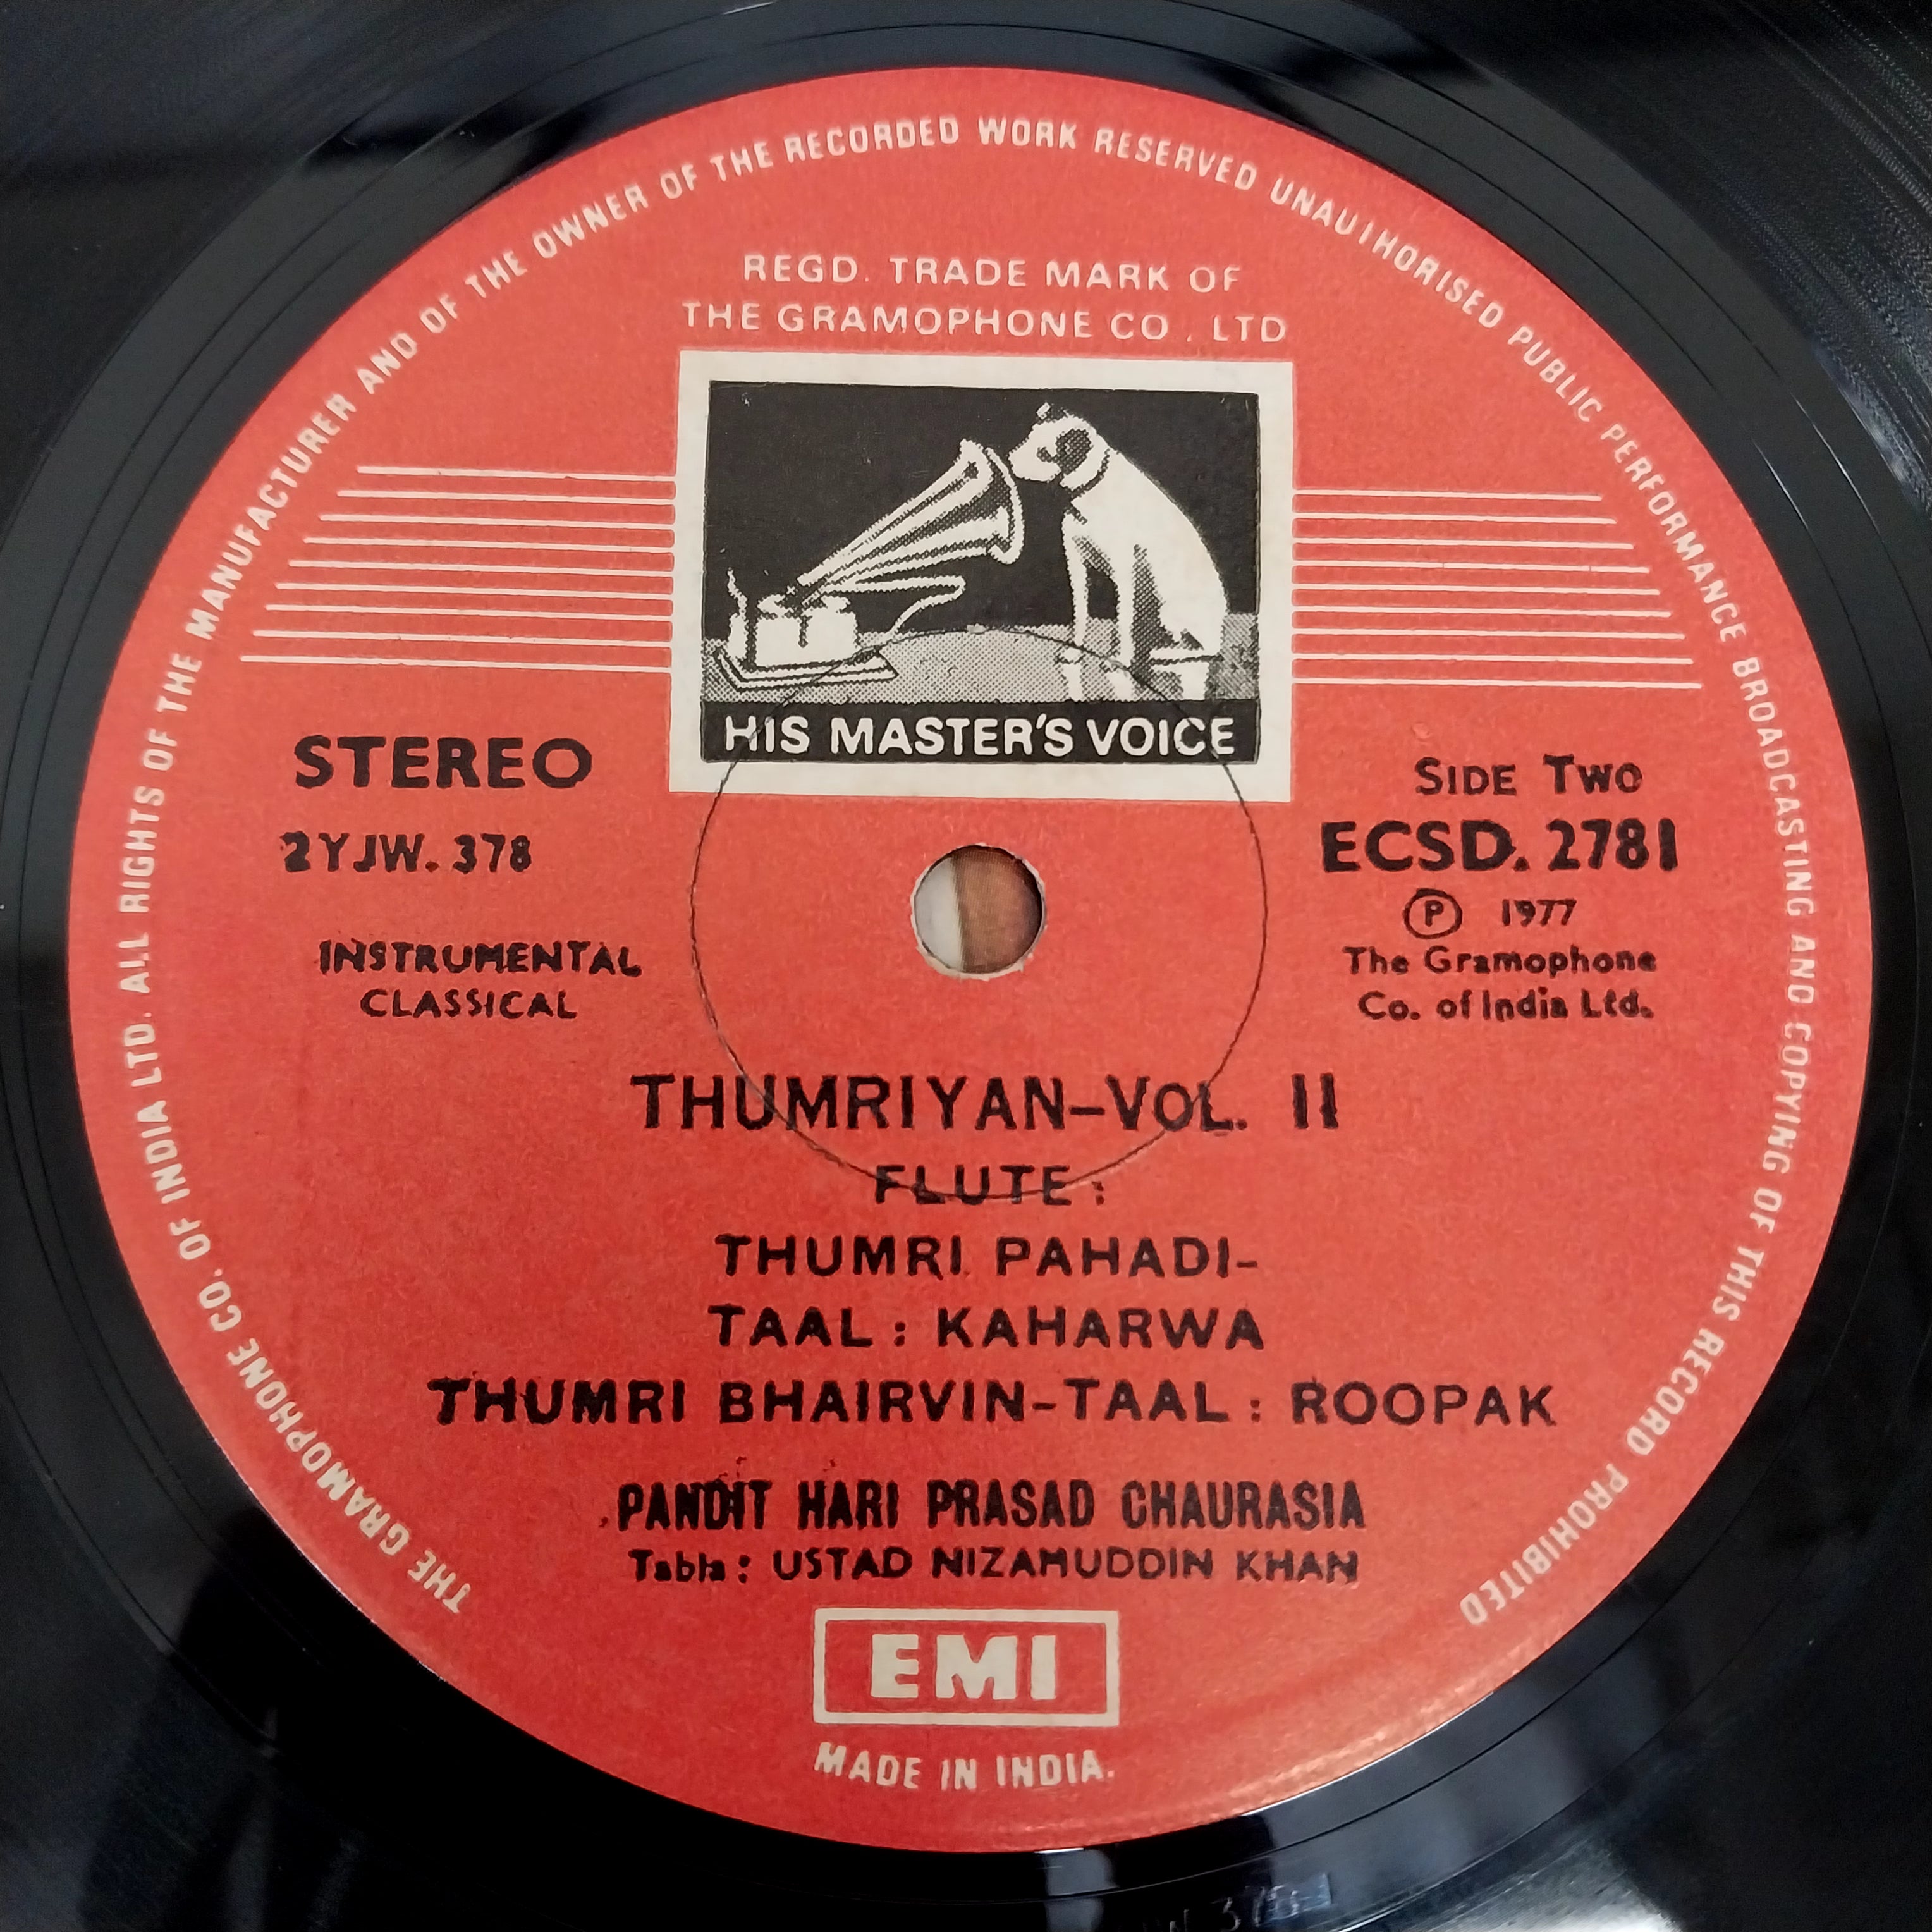 THE GRAMOPHONE CO. OF INDIA LTD. ALL RIGHTS OF THE MANUFACTURER AND OF THE OWNER OF THE RECORDED WORK RESERVED UNAUTHORISED PUBLIC PERFORMANCE BROADCASTING AND COPYING OF THIS RECORD PROHIBITED
REGD. TRADE MARK OF
THE GRAMOPHONE CO. LTD
HIS MASTER'S VOICE
STEREO
2YJW. 378
INSTRUMENTAL
CLASSICAL
SIDE TWO
ECSD. 2781
Ⓟ 1977
The Gramophone
Co. of India Ltd.
THUMRIYAN-VOL. II
FLUTE:
THUMRI PAHADI-
TAAL: KAHARWA
THUMRI BHAIRVIN-TAAL: ROOPAK
PANDIT HARI PRASAD CHAURASIA
Tabla: USTAD NIZAMUDDIN KHAN
EMI
MADE IN INDIA.